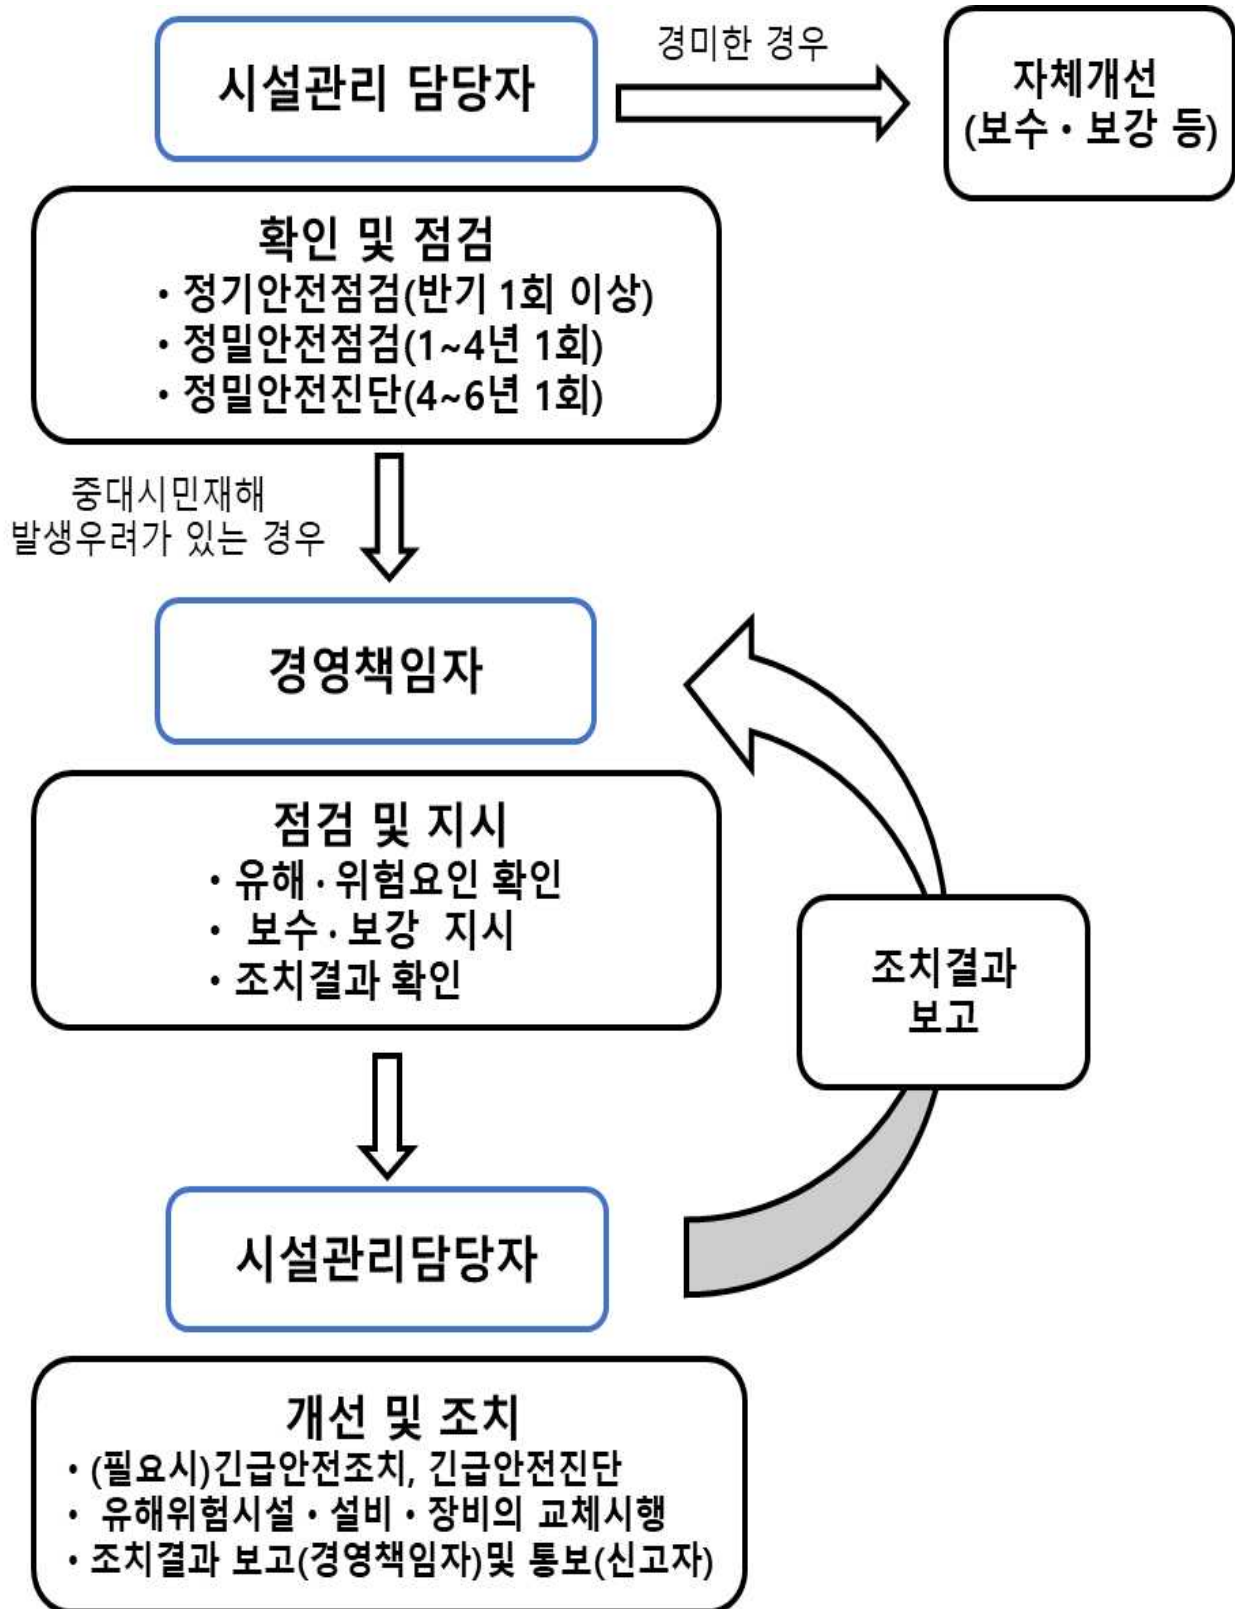 시설관리 담당자
경미한 경우
자체개선
(보수・보강 등)
확인 및 점검
• 정기안전점검(반기 1회 이상)
• 정밀안전점검(1~4년 1회)
• 정밀안전진단(4~6년 1회)
중대시민재해
발생우려가 있는 경우
경영책임자
점검 및 지시
• 유해·위험요인 확인
• 보수·보강 지시
• 조치결과 확인
조치결과
보고
시설관리담당자
개선 및 조치
• (필요시)긴급안전조치, 긴급안전진단
• 유해위험시설・설비・장비의 교체시행
• 조치결과 보고(경영책임자)및 통보(신고자)